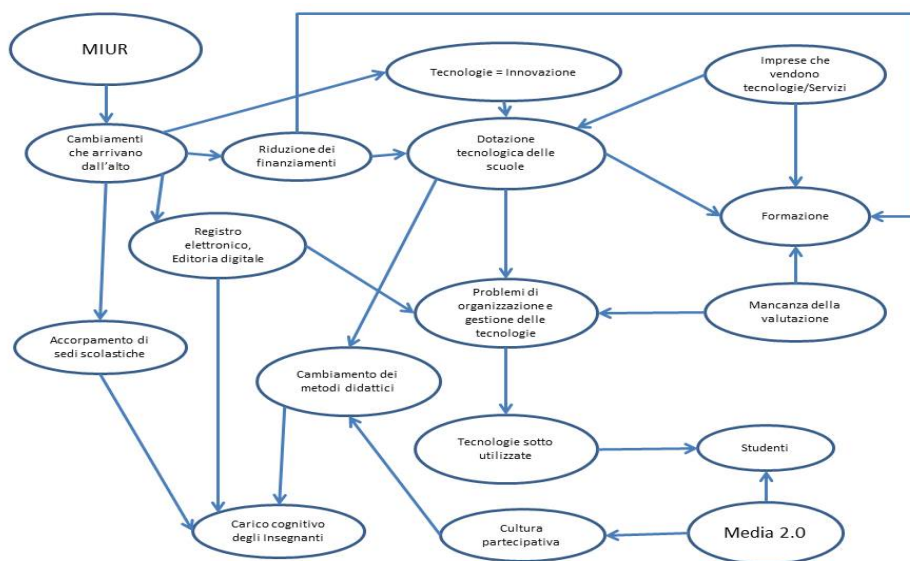 MIUR
Tecnologie = Innovazione
Imprese che
vendono
tecnologie/Servizi
Cambiamenti
che arrivano
dall'alto
Riduzione dei
finanziamenti
Dotazione
tecnologica delle
scuole
Formazione
Registro
elettronico,
Editoria digitale
Problemi di
organizzazione e
gestione delle
tecnologie
Mancanza della
valutazione
Accorpamento di
sedi scolastiche
Cambiamento dei
metodi didattici
Tecnologie sotto
utilizzate
Studenti
Carico cognitivo
degli Insegnanti
Cultura
partecipativa
Media 2.0